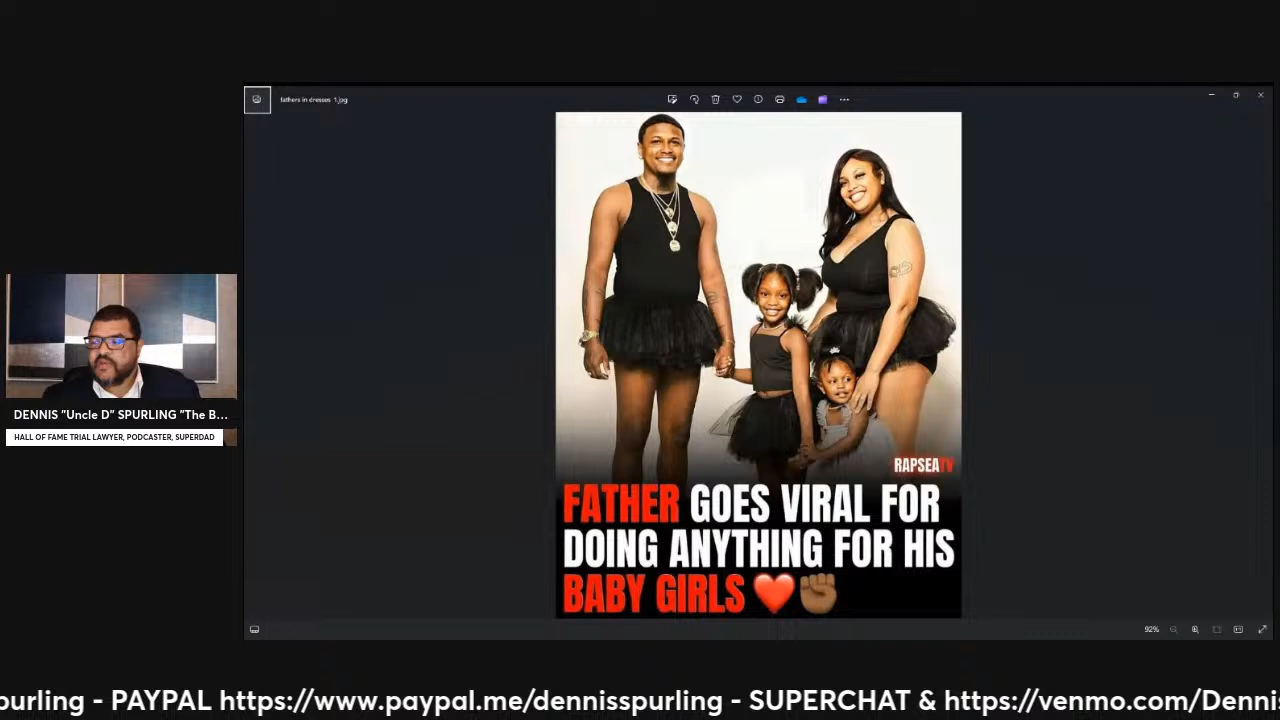 fathers in dresses 1.jpg
RAPSEATV
FATHER GOES VIRAL FOR
DOING ANYTHING FOR HIS
BABY GIRLS ❤️✊🏾
DENNIS "Uncle D" SPURLING "The B...
HALL OF FAME TRIAL LAWYER, PODCASTER, SUPERDAD
92%
purling - PAYPAL https://www.paypal.me/dennisspurling - SUPERCHAT & https://venmo.com/Dennis